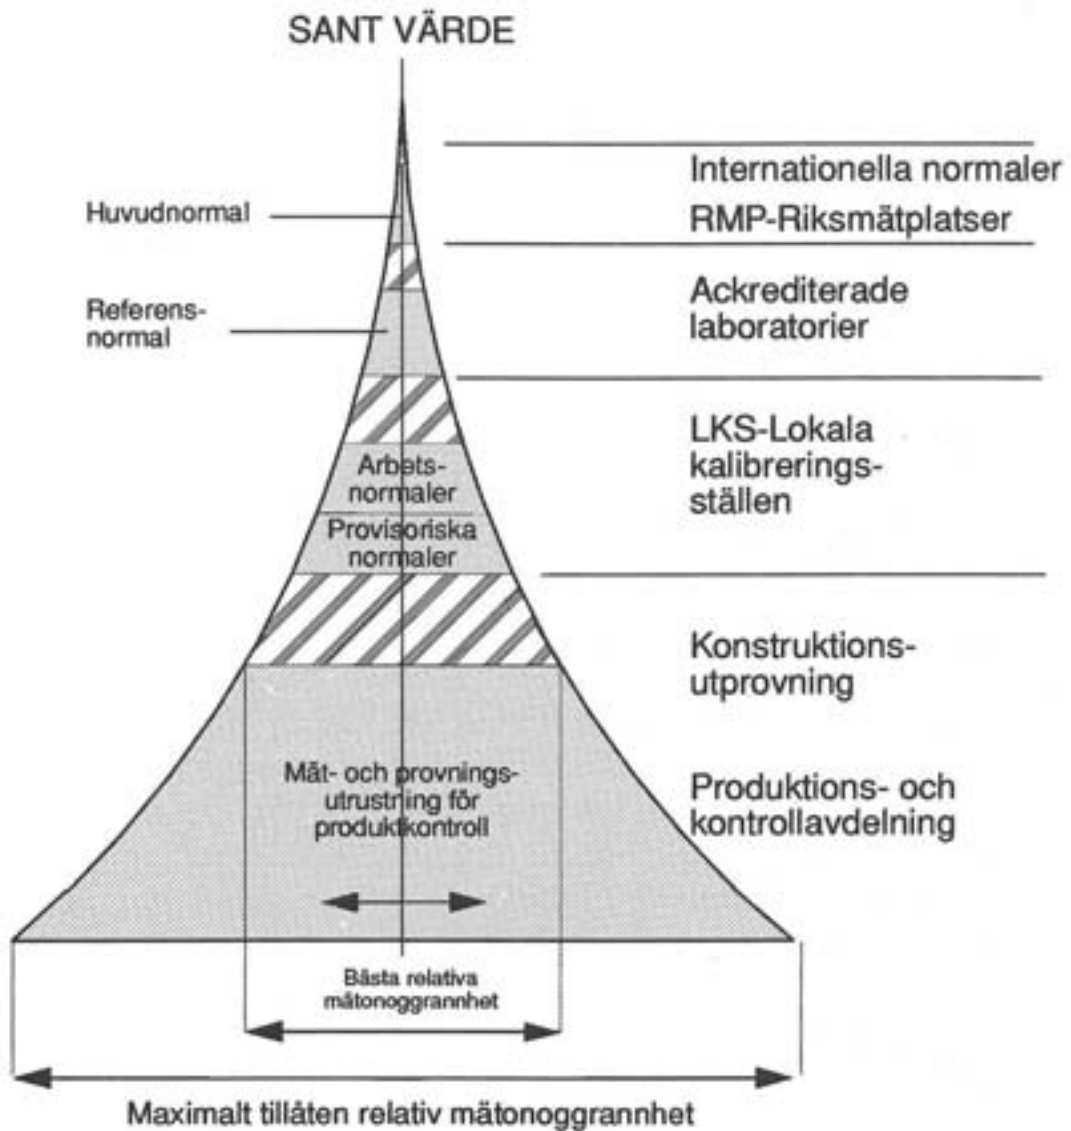 SANT VÄRDE
Huvudnormal
Referens-
normal
Arbets-
normaler
Provisoriska
normaler
Mät- och provnings-
utrustning för
produktkontroll
Bästa relativa
mätonoggrannhet
Maximalt tillåten relativ mätonoggrannhet
Internationella normaler
RMP-Riksmätplatser
Ackrediterade
laboratorier
LKS-Lokala
kalibrerings-
ställen
Konstruktions-
utprovning
Produktions- och
kontrollavdelning